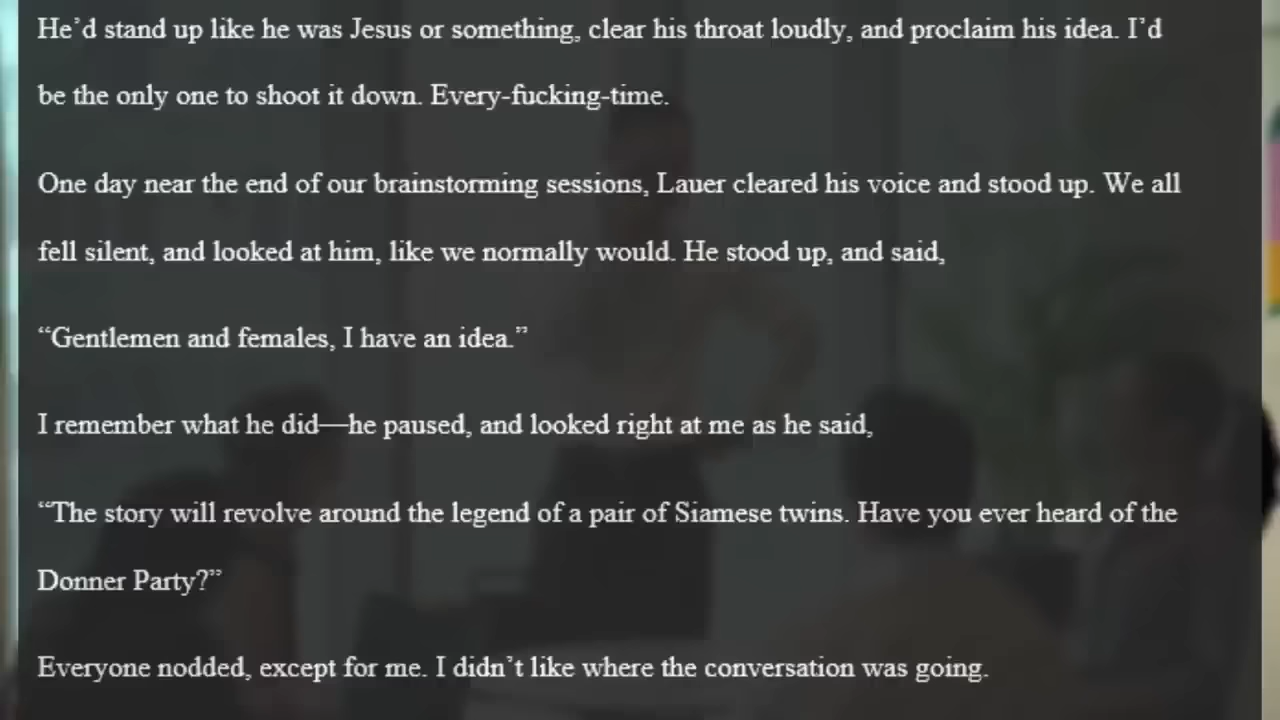 He’d stand up like he was Jesus or something, clear his throat loudly, and proclaim his idea. I’d
be the only one to shoot it down. Every-fucking-time.
One day near the end of our brainstorming sessions, Lauer cleared his voice and stood up. We all
fell silent, and looked at him, like we normally would. He stood up, and said,
“Gentlemen and females, I have an idea.”
I remember what he did—he paused, and looked right at me as he said,
“The story will revolve around the legend of a pair of Siamese twins. Have you ever heard of the
Donner Party?”
Everyone nodded, except for me. I didn’t like where the conversation was going.